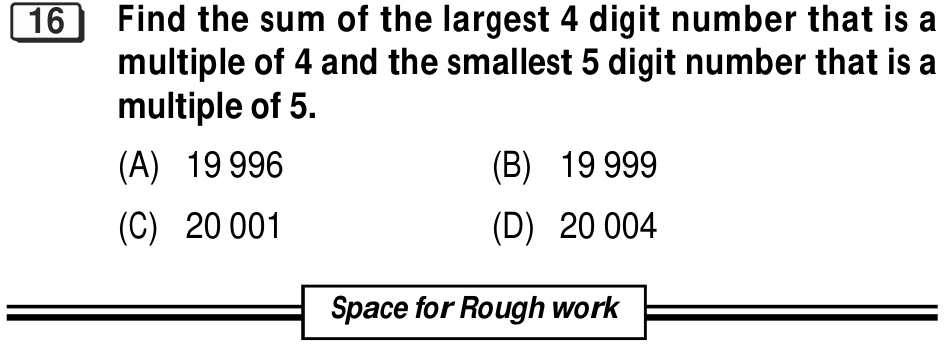 16 Find the sum of the largest 4 digit number that is a
multiple of 4 and the smallest 5 digit number that is a
multiple of 5.
(A) 19 996 (B) 19 999
(C) 20 001 (D) 20 004
Space for Rough work